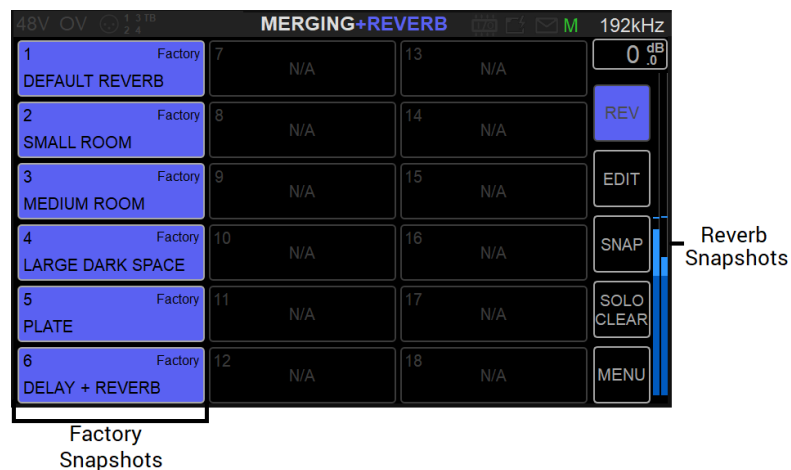 48V OV 1 3 TB
2 4
MERGING+REVERB M 192kHz
1 Factory
DEFAULT REVERB
2 Factory
SMALL ROOM
3 Factory
MEDIUM ROOM
4 Factory
LARGE DARK SPACE
5 Factory
PLATE
6 Factory
DELAY + REVERB
7
N/A
8
N/A
9
N/A
10
N/A
11
N/A
12
N/A
13
N/A
14
N/A
15
N/A
16
N/A
17
N/A
18
N/A
0 dB
.0
REV
EDIT
SNAP
SOLO
CLEAR
MENU
Reverb
Snapshots
Factory
Snapshots